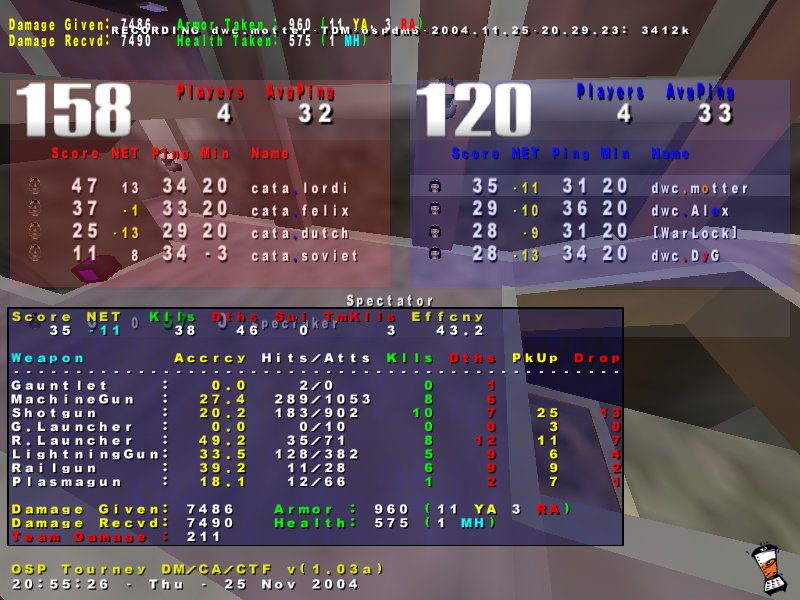 Damage Given: 7486 Armor Taken: 960 (11 YA 3 RA)
RECORDING dwc.motter-TDM-ospdm6-2004.11.25-20.29.23: 3412k
Damage Recvd: 7490 Health Taken: 575 (1 MH)
158 Players AvgPing 120 Players AvgPing
4 32 4 33
Score NET Ping Min Name Score NET Ping Min Name
47 13 34 20 cata.lordi 35 -11 31 20 dwc.motter
37 -1 33 20 cata.felix 29 -10 36 20 dwc.Alex
25 -13 29 20 cata.dutch 28 -9 31 20 [WarLock]
11 8 34 -3 cata.soviet 28 -13 34 20 dwc.DyG
Spectator
Score NET Klls Dths Sui TmKlls Effcny
35 -11 38 46 0 3 43.2
Weapon Accrcy Hits/Atts Klls Dths PkUp Drop
Gauntlet : 0.0 2/0 0 1
MachineGun : 27.4 289/1053 8 6
Shotgun : 20.2 183/902 10 7 25 13
G.Launcher : 0.0 0/10 0 0 3 0
R.Launcher : 49.2 35/71 8 12 11 7
LightningGun: 33.5 128/382 5 9 6 4
Railgun : 39.2 11/28 6 9 9 2
Plasmagun : 18.1 12/66 1 2 7 1
Damage Given: 7486 Armor : 960 (11 YA 3 RA)
Damage Recvd: 7490 Health: 575 (1 MH)
Team Damage : 211
OSP Tourney DM/CA/CTF v(1.03a)
20:55:26 - Thu - 25 Nov 2004